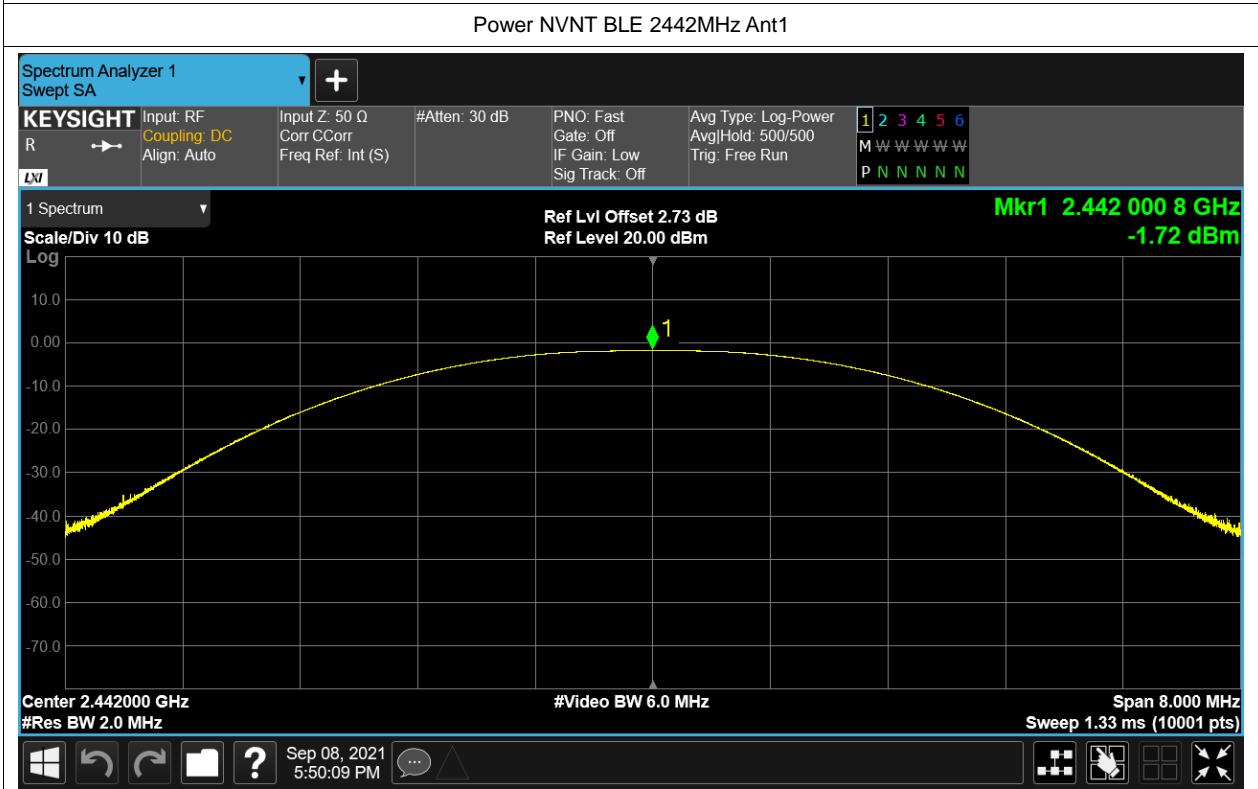 Power NVNT BLE 2442MHz Ant1
Spectrum Analyzer 1
Swept SA
KEYSIGHT
R
LXI
Input: RF
Coupling: DC
Align: Auto
Input Z: 50 Ω
Corr CCorr
Freq Ref: Int (S)
#Atten: 30 dB
PNO: Fast
Gate: Off
IF Gain: Low
Sig Track: Off
Avg Type: Log-Power
Avg|Hold: 500/500
Trig: Free Run
1 2 3 4 5 6
M W W W W W
P N N N N N
1 Spectrum
Scale/Div 10 dB
Log
Ref Lvl Offset 2.73 dB
Ref Level 20.00 dBm
Mkr1 2.442 000 8 GHz
-1.72 dBm
1
10.0
0.00
-10.0
-20.0
-30.0
-40.0
-50.0
-60.0
-70.0
Center 2.442000 GHz
#Video BW 6.0 MHz
Span 8.000 MHz
#Res BW 2.0 MHz
Sweep 1.33 ms (10001 pts)
?
Sep 08, 2021
5:50:09 PM